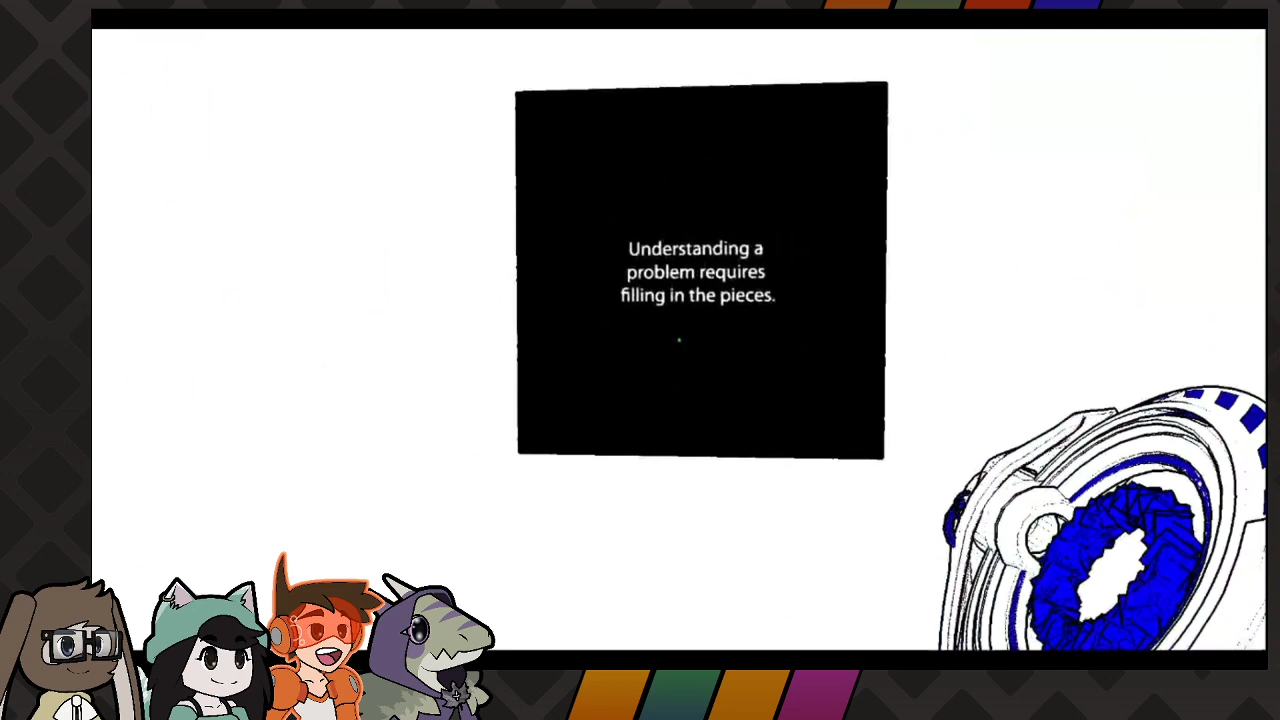 Understanding a
problem requires
filling in the pieces.